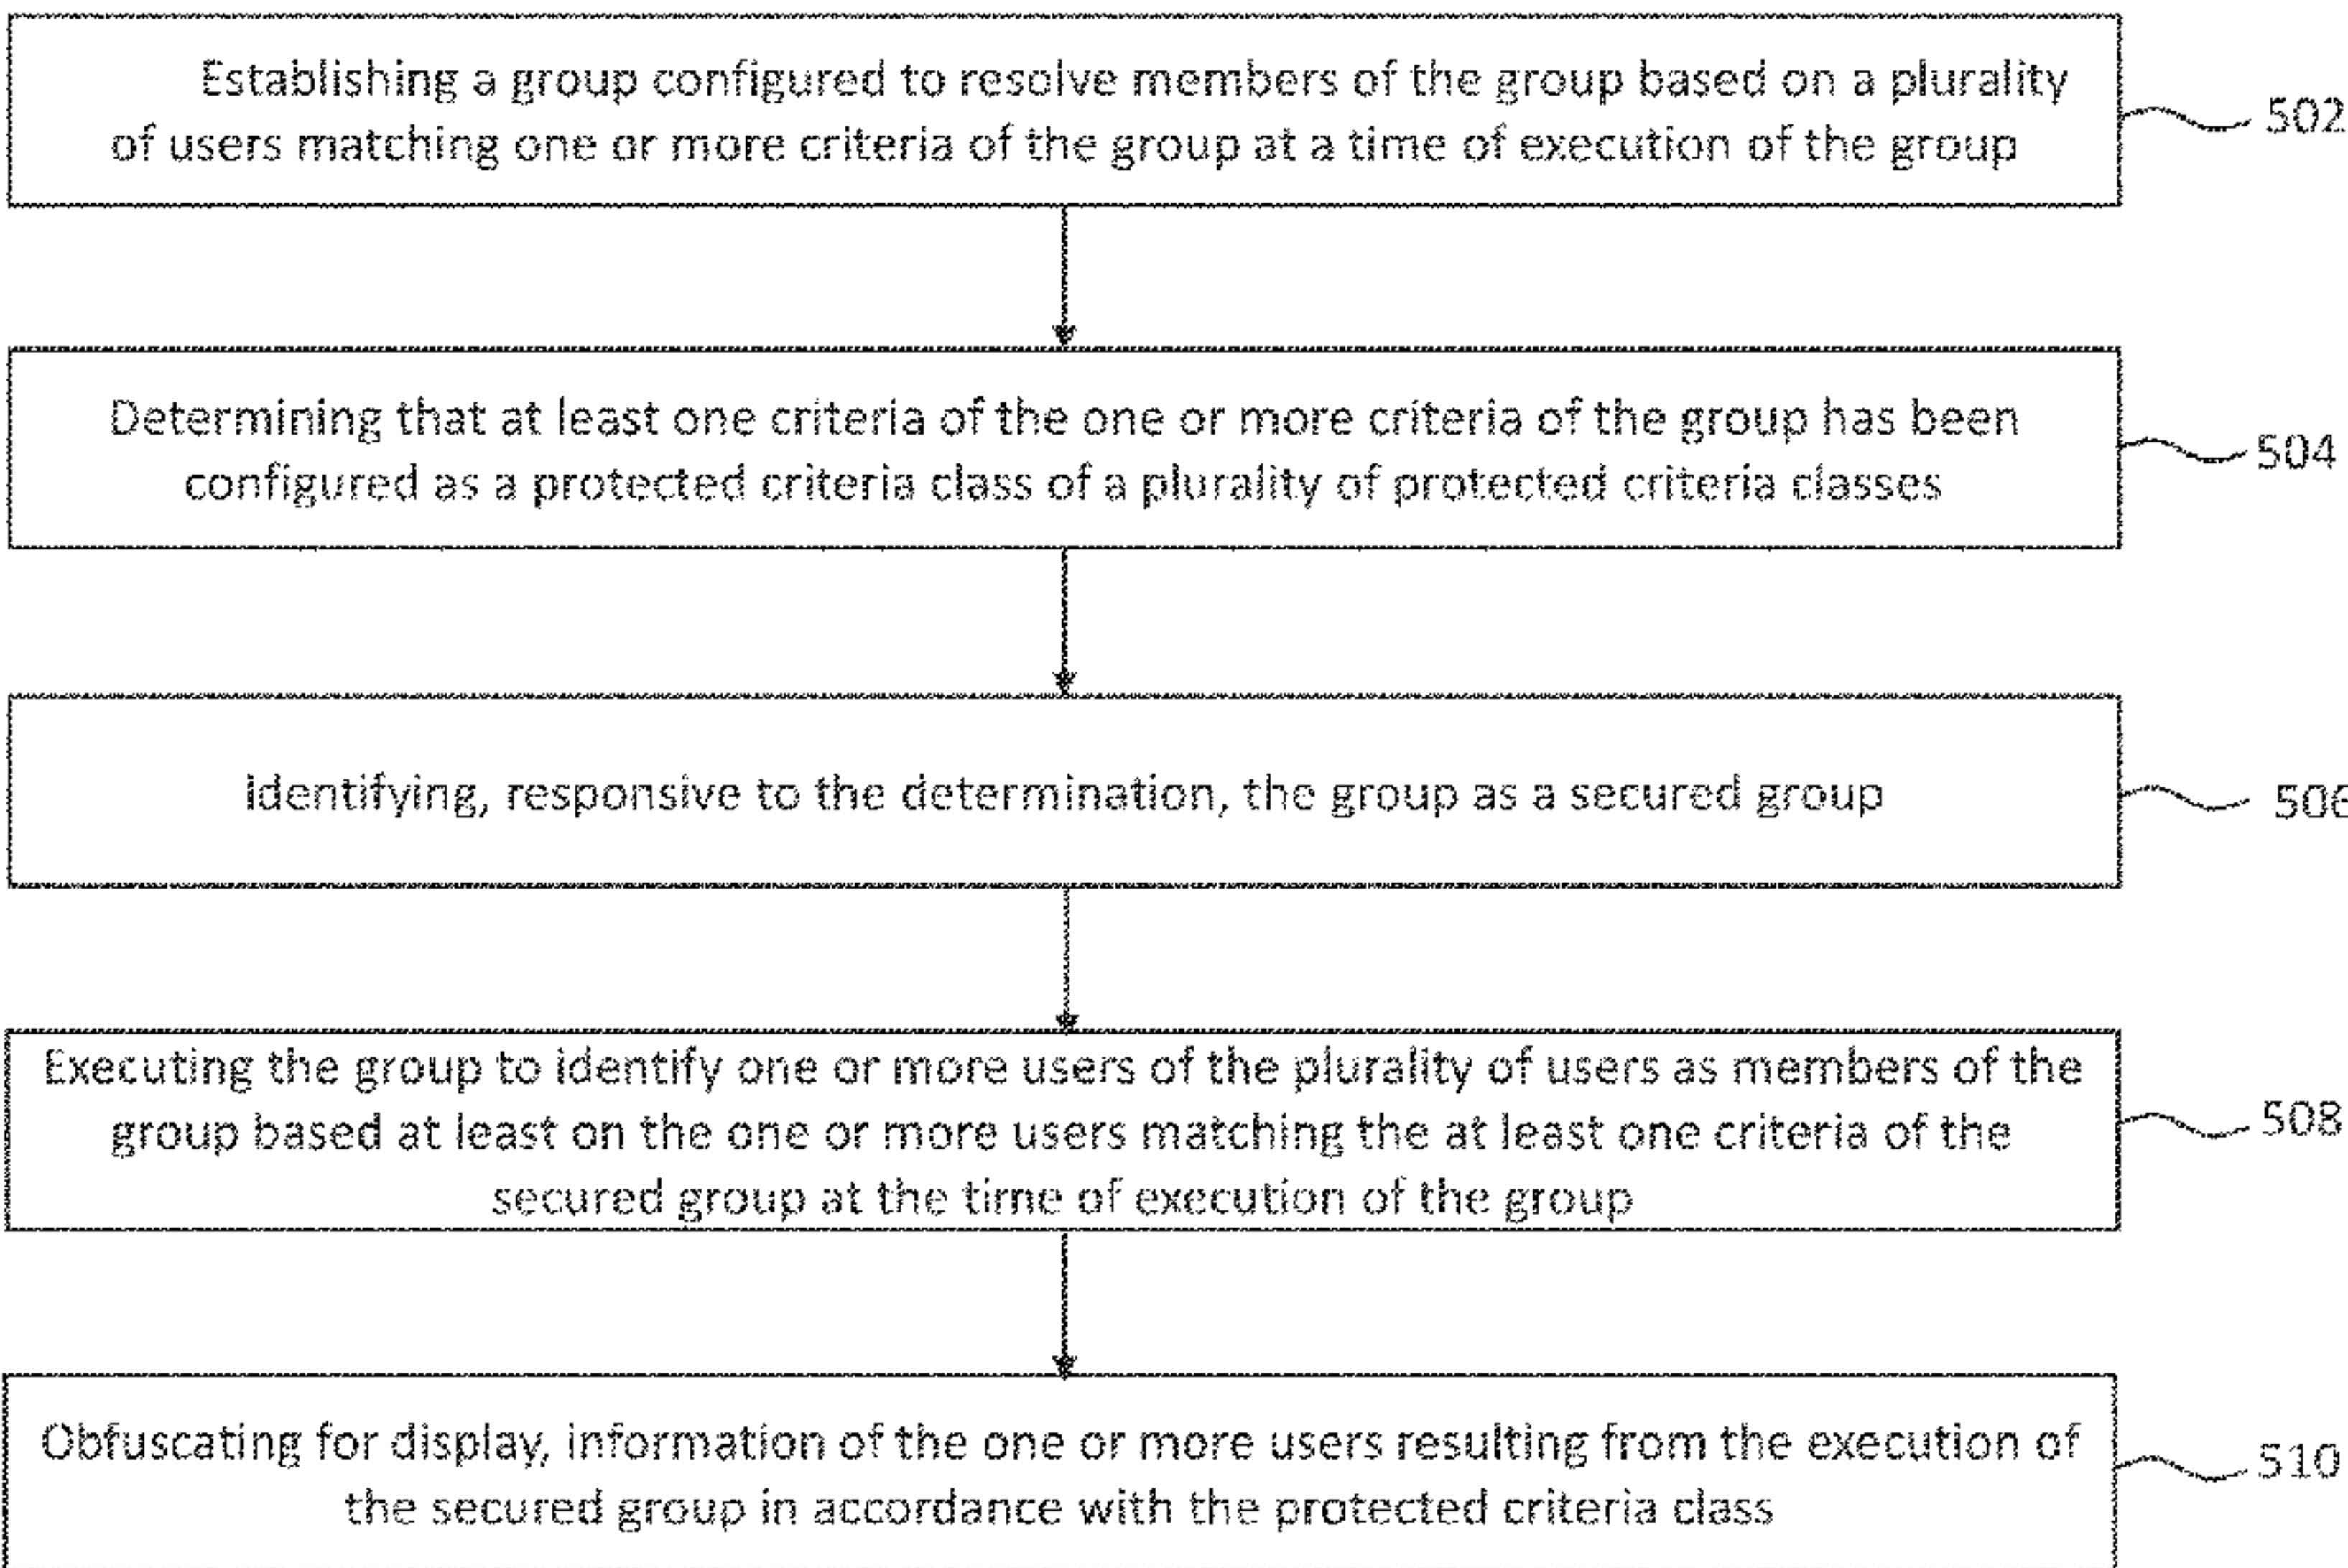 Establishing a group configured to resolve members of the group based on a plurality
of users matching one or more criteria of the group at a time of execution of the group
502
Determining that at least one criteria of the one or more criteria of the group has been
configured as a protected criteria class of a plurality of protected criteria classes
504
Identifying, responsive to the determination, the group as a secured group
506
Executing the group to identify one or more users of the plurality of users as members of the
group based at least on the one or more users matching the at least one criteria of the
secured group at the time of execution of the group
508
Obfuscating for display, information of the one or more users resulting from the execution of
the secured group in accordance with the protected criteria class
510